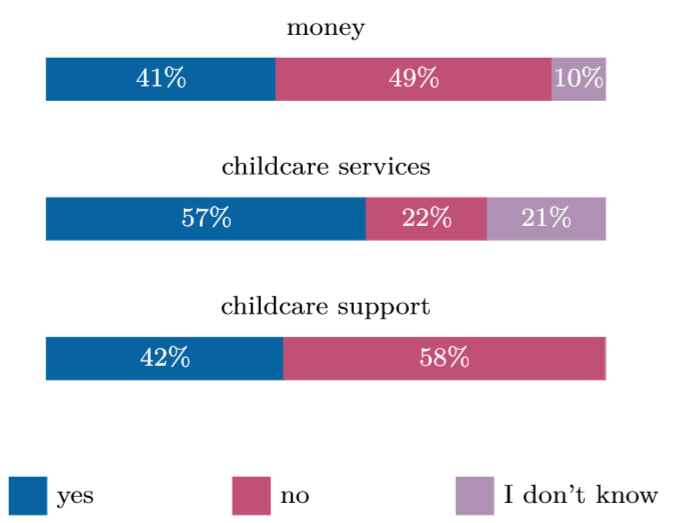 money
41% 49% 10%
childcare services
57% 22% 21%
childcare support
42% 58%
yes no I don't know